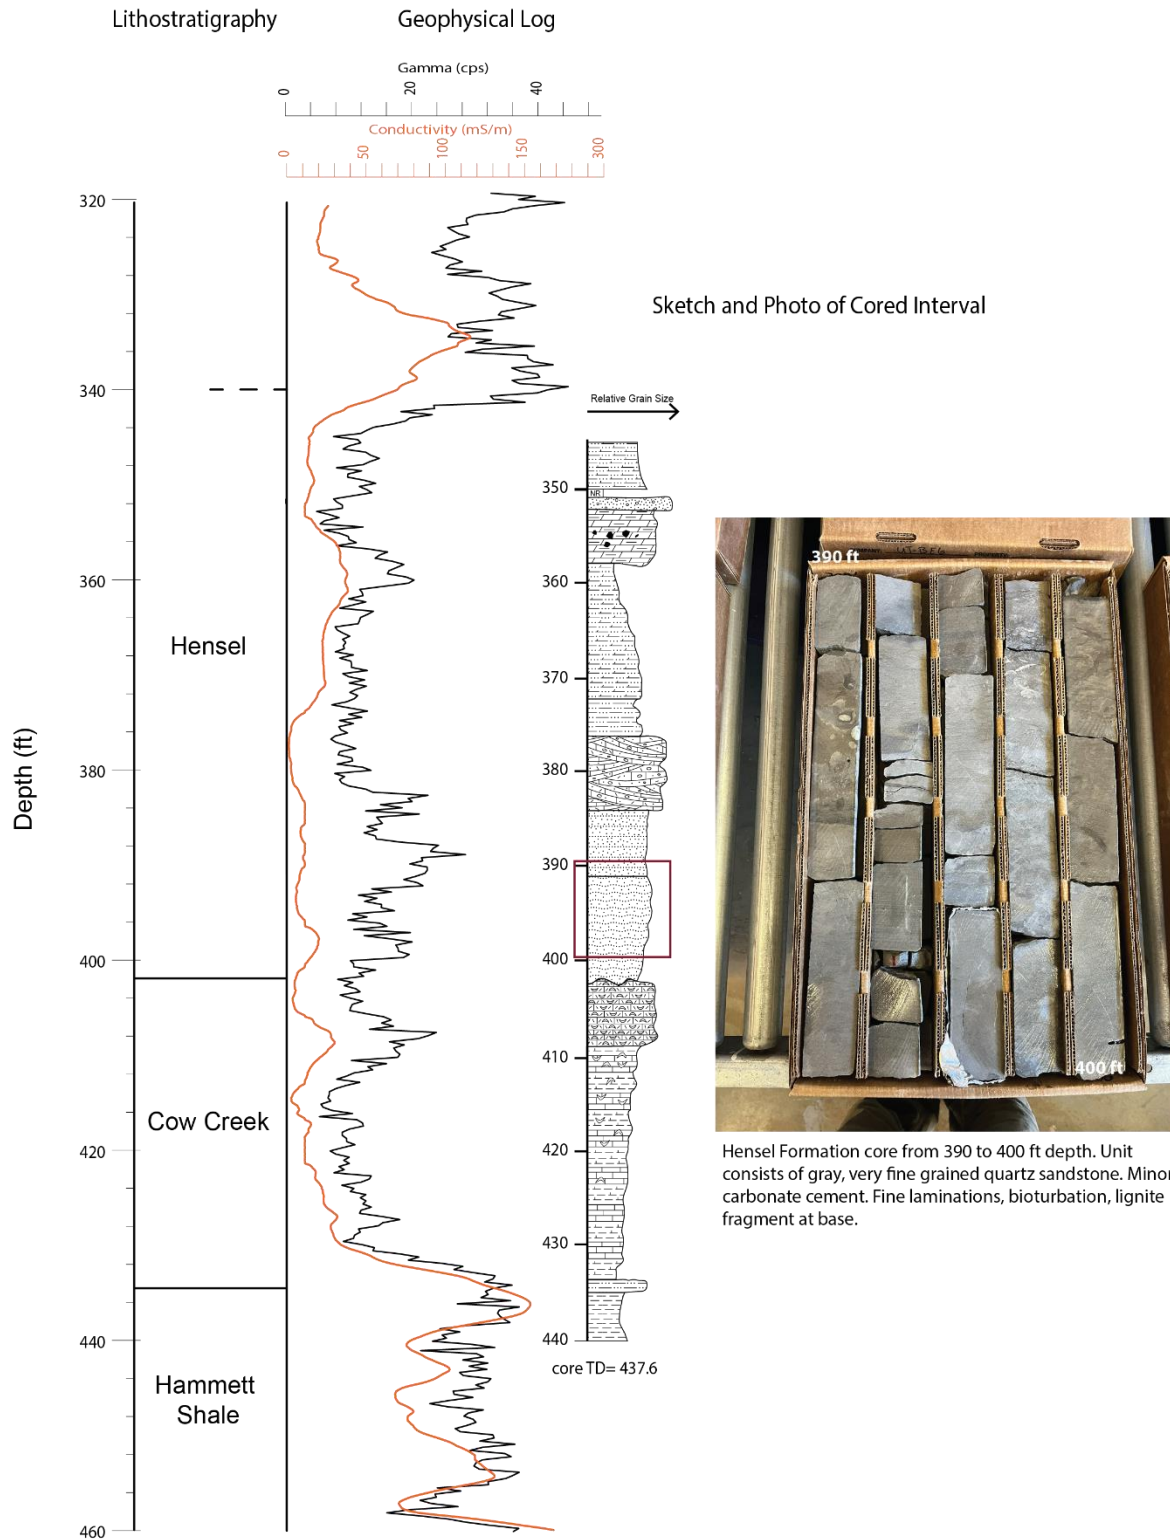 Lithostratigraphy
Geophysical Log
Gamma (cps)
0 20 40
Conductivity (mS/m)
0 50 100 150 300
Depth (ft)
320
340
360
380
400
420
440
460
Hensel
Cow Creek
Hammett
Shale
Sketch and Photo of Cored Interval
Relative Grain Size
350
NR
360
370
380
390
400
410
420
430
440
core TD= 437.6
390 ft
UT-BEG
400 ft
Hensel Formation core from 390 to 400 ft depth. Unit
consists of gray, very fine grained quartz sandstone. Minor
carbonate cement. Fine laminations, bioturbation, lignite
fragment at base.